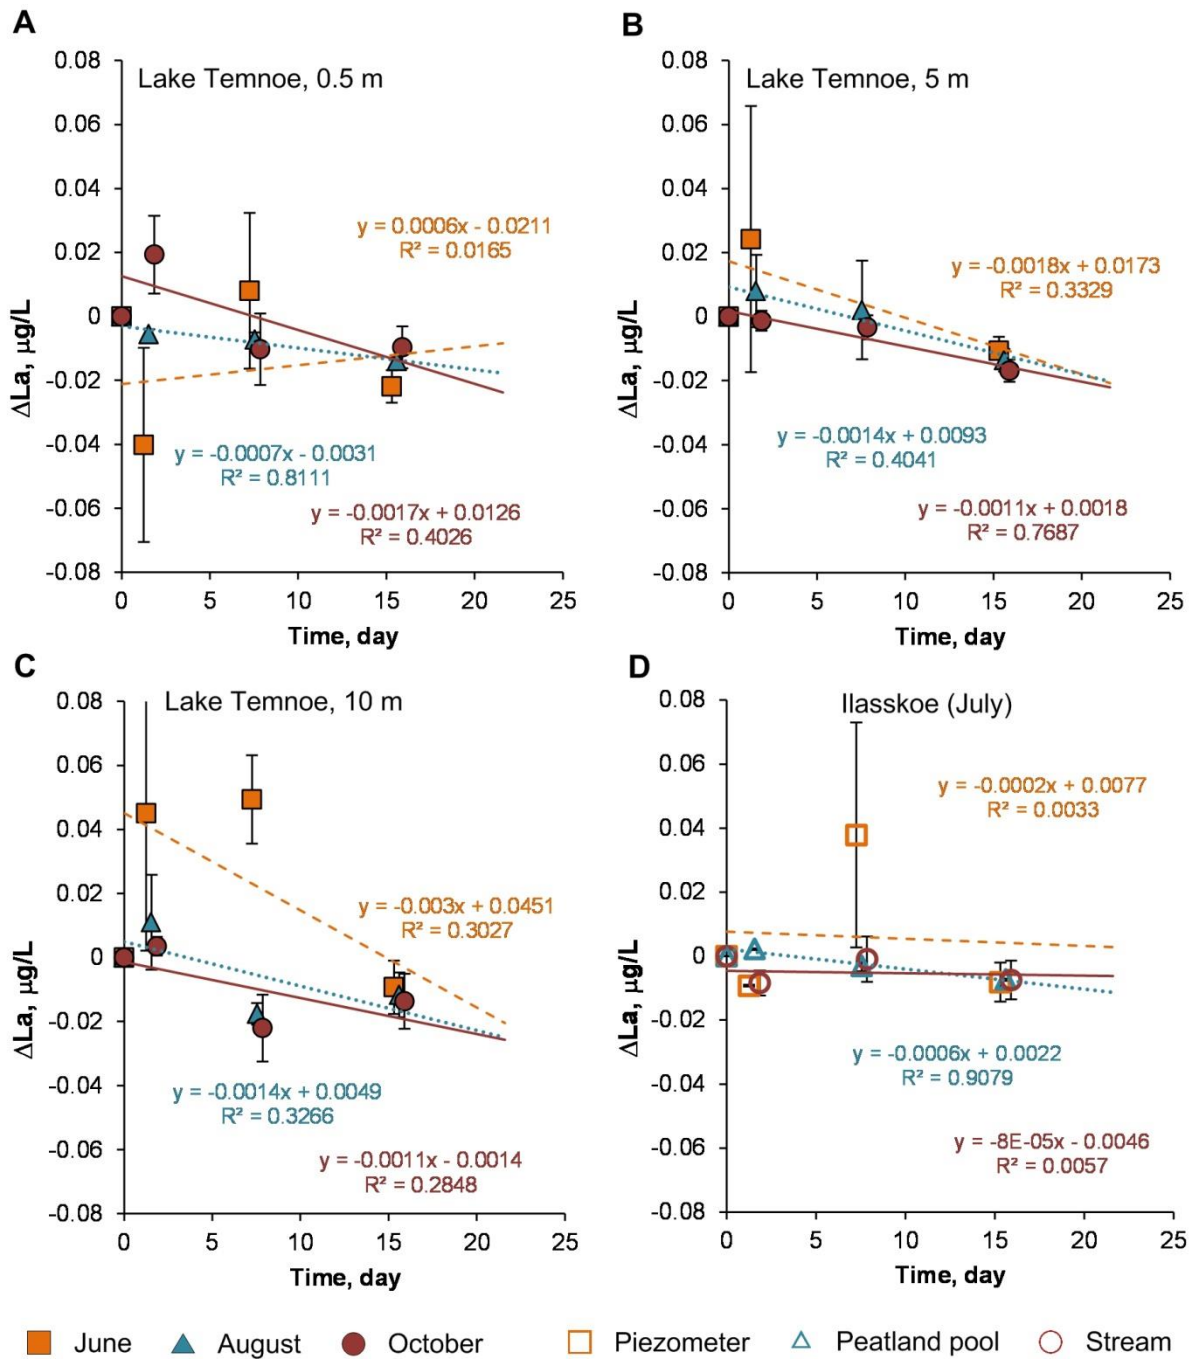 A
Lake Temnoe, 0.5 m
0.08
0.06
0.04
0.02
0
-0.02
-0.04
-0.06
-0.08
ΔLa, µg/L
y = 0.0006x - 0.0211
R² = 0.0165
y = -0.0007x - 0.0031
R² = 0.8111
y = -0.0017x + 0.0126
R² = 0.4026
0 5 10 15 20 25
Time, day
B
Lake Temnoe, 5 m
0.08
0.06
0.04
0.02
0
-0.02
-0.04
-0.06
-0.08
ΔLa, µg/L
y = -0.0018x + 0.0173
R² = 0.3329
y = -0.0014x + 0.0093
R² = 0.4041
y = -0.0011x + 0.0018
R² = 0.7687
0 5 10 15 20 25
Time, day
C
Lake Temnoe, 10 m
0.08
0.06
0.04
0.02
0
-0.02
-0.04
-0.06
-0.08
ΔLa, µg/L
y = -0.003x + 0.0451
R² = 0.3027
y = -0.0014x + 0.0049
R² = 0.3266
y = -0.0011x - 0.0014
R² = 0.2848
0 5 10 15 20 25
Time, day
D
Ilasskoe (July)
0.08
0.06
0.04
0.02
0
-0.02
-0.04
-0.06
-0.08
ΔLa, µg/L
y = -0.0002x + 0.0077
R² = 0.0033
y = -0.0006x + 0.0022
R² = 0.9079
y = -8E-05x - 0.0046
R² = 0.0057
0 5 10 15 20 25
Time, day
June August October Piezometer Peatland pool Stream